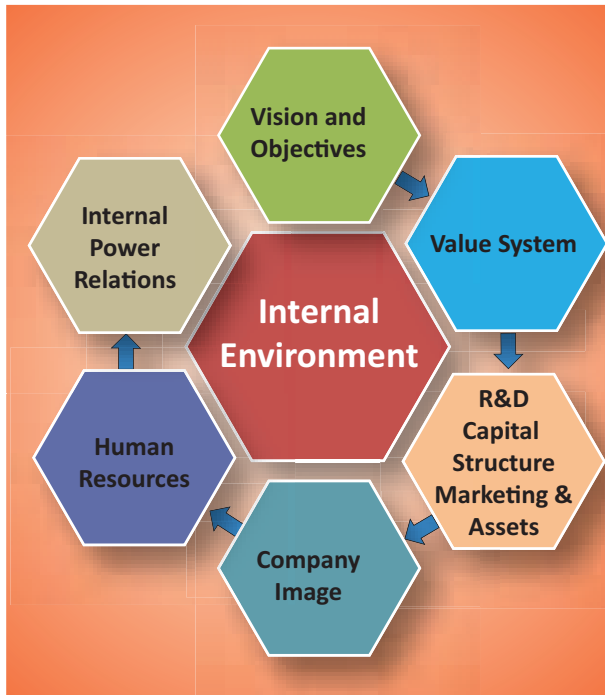 Vision and
Objectives
Value System
R&D
Capital
Structure
Marketing &
Assets
Company
Image
Human
Resources
Internal
Power
Relations
Internal
Environment